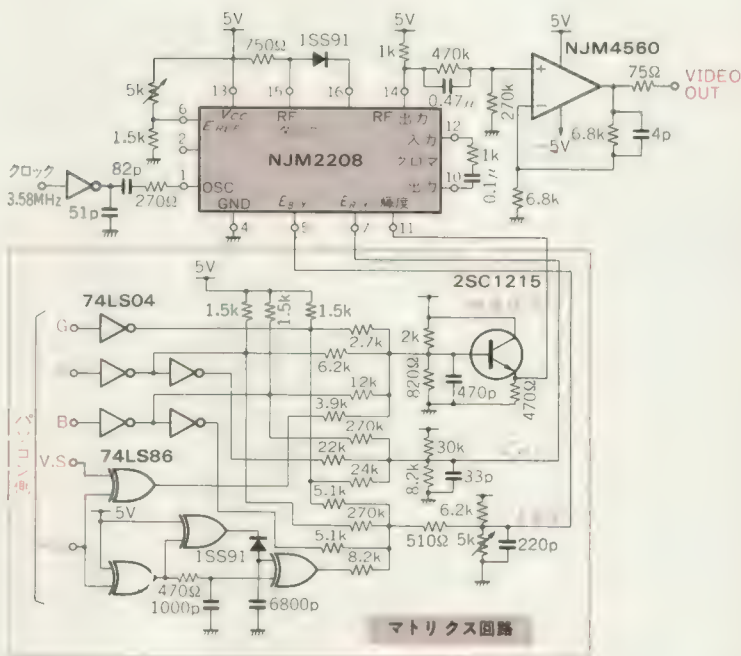 5V
5V
5V
750Ω
1SS91
1k
470k
NJM4560
75Ω
VIDEO
OUT
5k
13
15
16
14
0.47μ
270k
6
VCC
RF
RF 出力
EREF
12
入力
-5V
6.8k
4p
1.5k
2
NJM2208
クロマ
1k
クロック
82p
10
出力
0.1μ
3.58MHz
1
OSC
270Ω
51p
GND
EB-Y
ER-Y
輝度
6.8k
4
5
7
11
5V
74LS04
1.5k
1.5k
1.5k
2SC1215
G
2.7k
2k
6.2k
820Ω
470p
470Ω
12k
B
3.9k
270k
30k
V.S
74LS86
22k
8.2k
33p
24k
5.1k
6.2k
5V
270k
510Ω
5k
220p
1SS91
5.1k
8.2k
470Ω
1000p
6800p
マトリクス回路